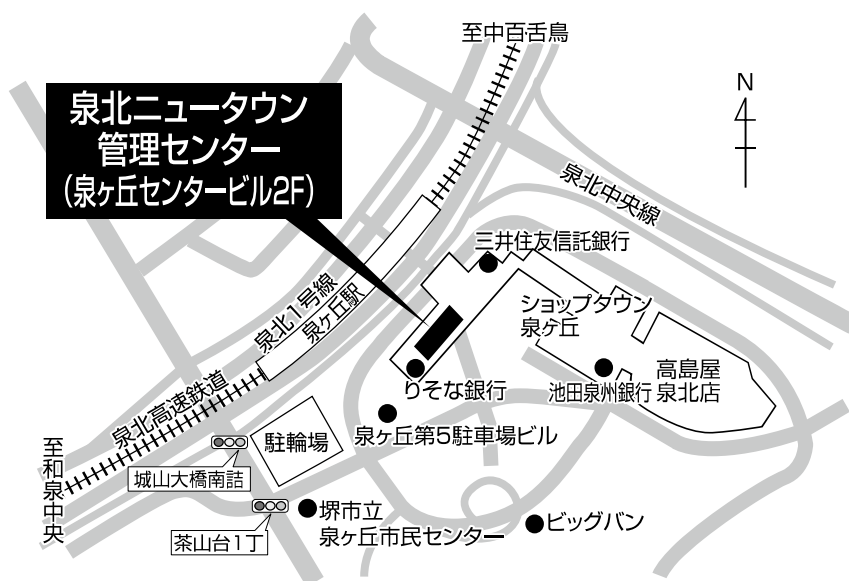 至中百舌鳥
N
泉北ニュータウン
管理センター
(泉ヶ丘センタービル2F)
泉北中央線
三井住友信託銀行
ショップタウン
泉ヶ丘
泉北1号線
泉ヶ丘駅
高島屋
泉北店
池田泉州銀行
りそな銀行
泉北高速鉄道
泉ヶ丘第5駐車場ビル
駐輪場
至和泉中央
城山大橋南詰
堺市立
泉ヶ丘市民センター
ビッグバン
茶山台1丁